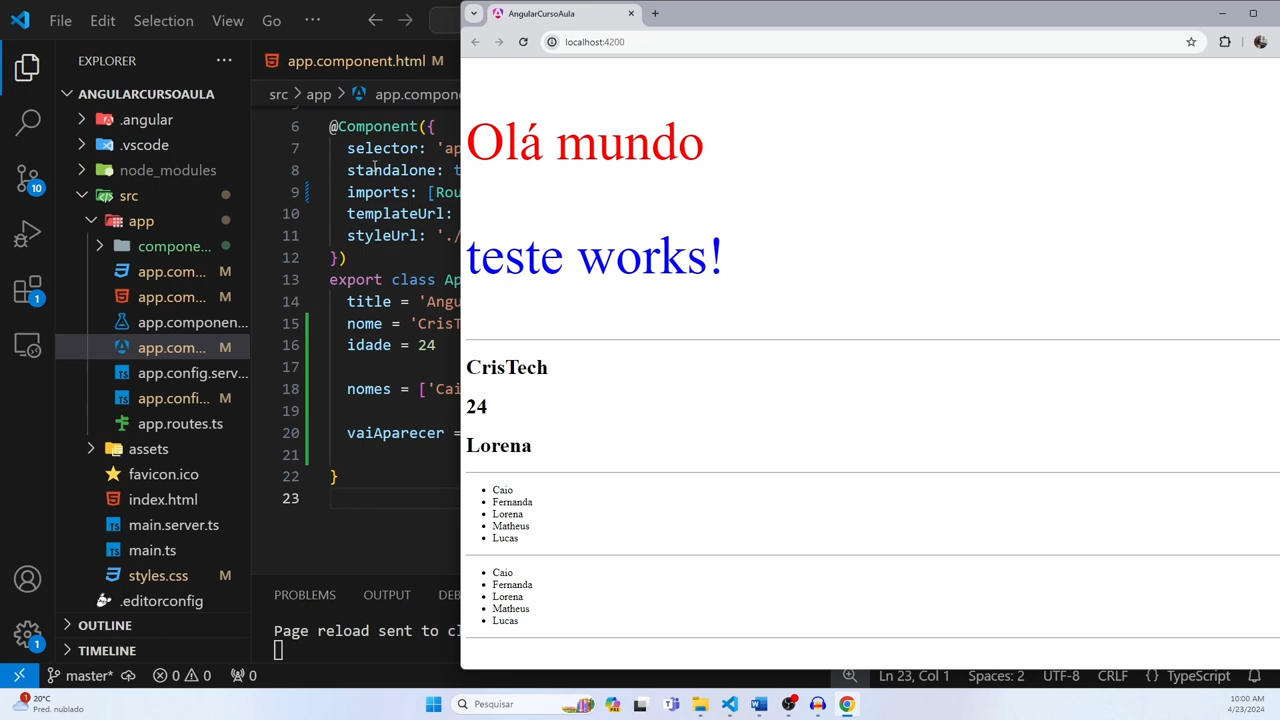 File Edit Selection View Go ···
EXPLORER ···
ANGULARCURSOAULA
.angular
.vscode
node_modules
src
app
compone...
app.com... M
app.com... M
app.componen...
app.com... M
app.config.serv...
app.confi... M
app.routes.ts
assets
favicon.ico
index.html
main.server.ts
main.ts
styles.css M
.editorconfig
OUTLINE
TIMELINE
10
1
1
app.component.html M
src > app > app.compone
6 @Component({
7 selector: 'ap
8 standalone: t
9 imports: [Rou
10 templateUrl:
11 styleUrl: './
12 })
13 export class Ap
14 title = 'Angu
15 nome = 'CrisT
16 idade = 24
17
18 nomes = ['Cai
19
20 vaiAparecer =
21
22 }
23
PROBLEMS OUTPUT DEB
Page reload sent to cl
AngularCursoAula
localhost:4200
Olá mundo
teste works!
CrisTech
24
Lorena
• Caio
• Fernanda
• Lorena
• Matheus
• Lucas
• Caio
• Fernanda
• Lorena
• Matheus
• Lucas
master* 0 0 0 Ln 23, Col 1 Spaces: 2 UTF-8 CRLF {} TypeScript
1
20°C
Pred. nublado
Pesquisar
10:00 AM
4/23/2024